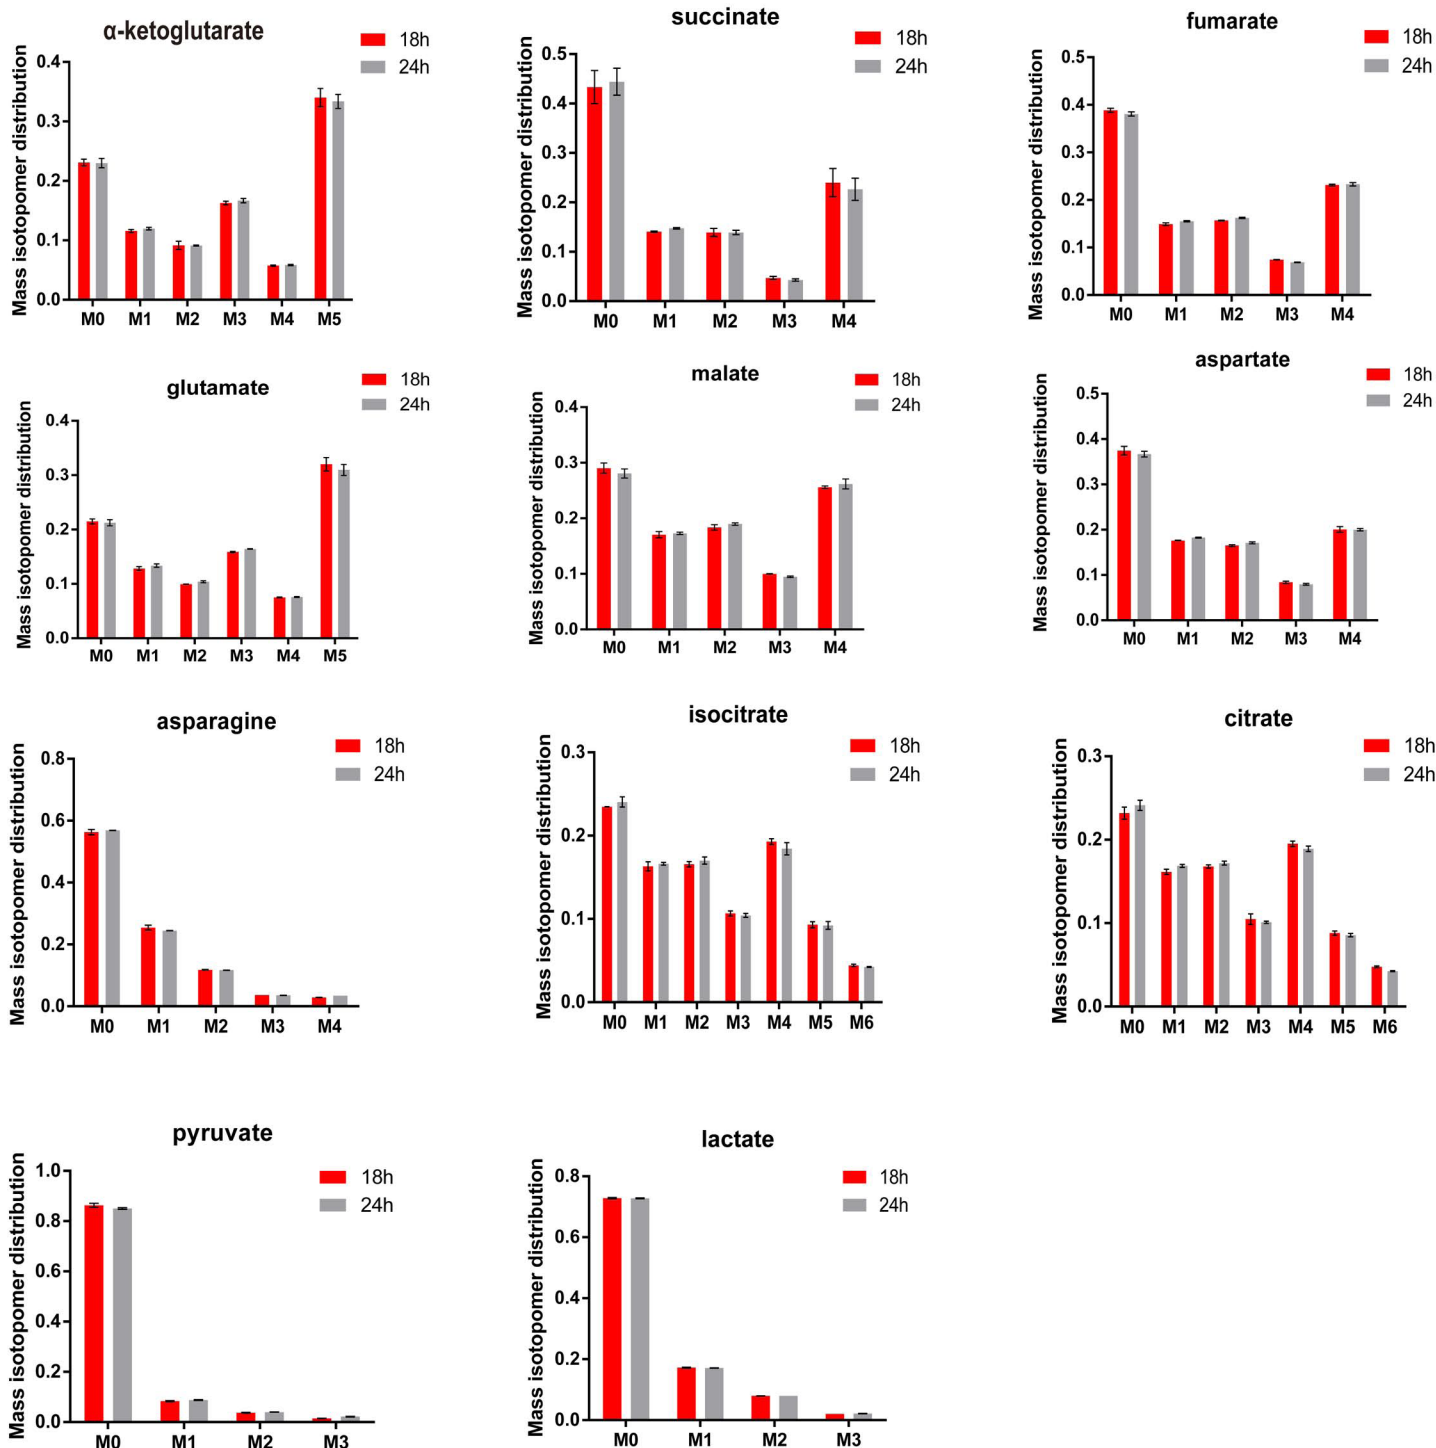 α-ketoglutarate
18h
24h
Mass isotopomer distribution
0.4
0.3
0.2
0.1
0.0
M0 M1 M2 M3 M4 M5
succinate
18h
24h
Mass isotopomer distribution
0.5
0.4
0.3
0.2
0.1
0.0
M0 M1 M2 M3 M4
fumarate
18h
24h
Mass isotopomer distribution
0.5
0.4
0.3
0.2
0.1
0.0
M0 M1 M2 M3 M4
glutamate
18h
24h
Mass isotopomer distribution
0.4
0.3
0.2
0.1
0.0
M0 M1 M2 M3 M4 M5
malate
18h
24h
Mass isotopomer distribution
0.4
0.3
0.2
0.1
0.0
M0 M1 M2 M3 M4
aspartate
18h
24h
Mass isotopomer distribution
0.5
0.4
0.3
0.2
0.1
0.0
M0 M1 M2 M3 M4
asparagine
18h
24h
Mass isotopomer distribution
0.8
0.6
0.4
0.2
0.0
M0 M1 M2 M3 M4
isocitrate
18h
24h
Mass isotopomer distribution
0.3
0.2
0.1
0.0
M0 M1 M2 M3 M4 M5 M6
citrate
18h
24h
Mass isotopomer distribution
0.3
0.2
0.1
0.0
M0 M1 M2 M3 M4 M5 M6
pyruvate
18h
24h
Mass isotopomer distribution
1.0
0.8
0.6
0.4
0.2
0.0
M0 M1 M2 M3
lactate
18h
24h
Mass isotopomer distribution
0.8
0.6
0.4
0.2
0.0
M0 M1 M2 M3